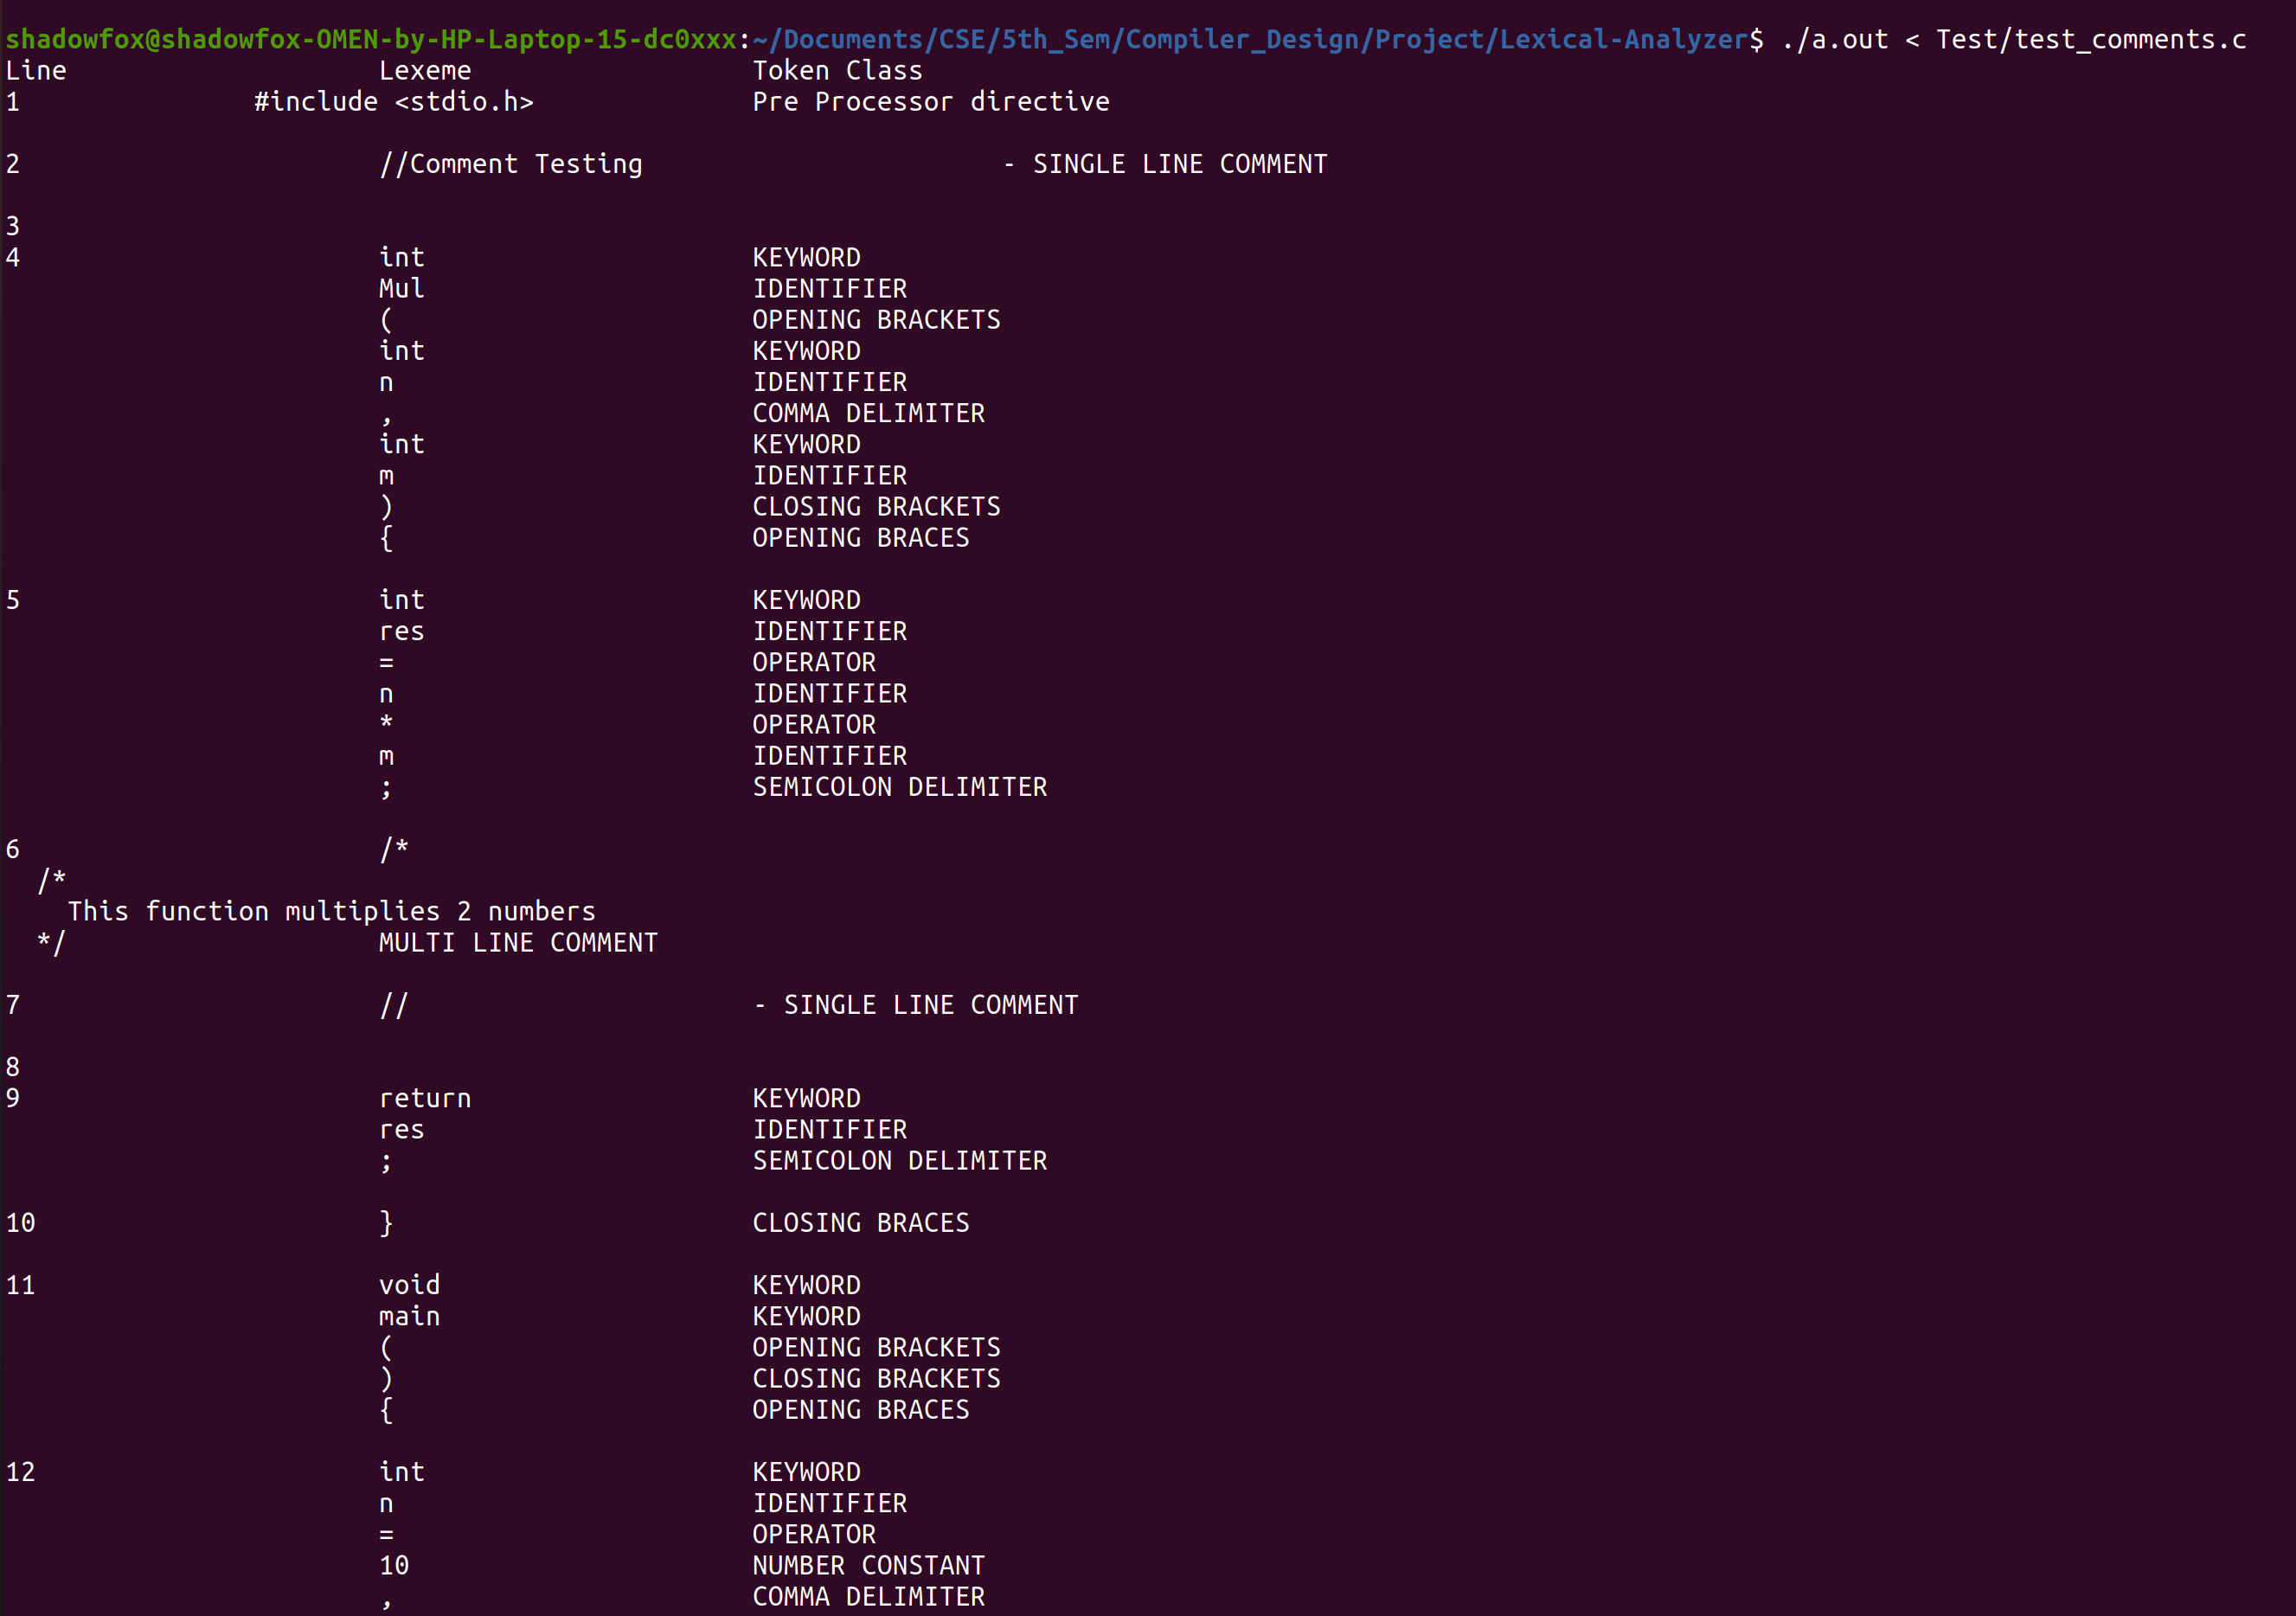 shadowfox@shadowfox-OMEN-by-HP-Laptop-15-dc0xxx:~/Documents/CSE/5th_Sem/Compiler_Design/Project/Lexical-Analyzer$ ./a.out < Test/test_comments.c
Line Lexeme Token Class
1 #include <stdio.h> Pre Processor directive
2 //Comment Testing - SINGLE LINE COMMENT
3
4 int KEYWORD
Mul IDENTIFIER
( OPENING BRACKETS
int KEYWORD
n IDENTIFIER
, COMMA DELIMITER
int KEYWORD
m IDENTIFIER
) CLOSING BRACKETS
{ OPENING BRACES
5 int KEYWORD
res IDENTIFIER
= OPERATOR
n IDENTIFIER
* OPERATOR
m IDENTIFIER
; SEMICOLON DELIMITER
6 /*
/*
This function multiplies 2 numbers
*/ MULTI LINE COMMENT
7 // - SINGLE LINE COMMENT
8
9 return KEYWORD
res IDENTIFIER
; SEMICOLON DELIMITER
10 } CLOSING BRACES
11 void KEYWORD
main KEYWORD
( OPENING BRACKETS
) CLOSING BRACKETS
{ OPENING BRACES
12 int KEYWORD
n IDENTIFIER
= OPERATOR
10 NUMBER CONSTANT
, COMMA DELIMITER